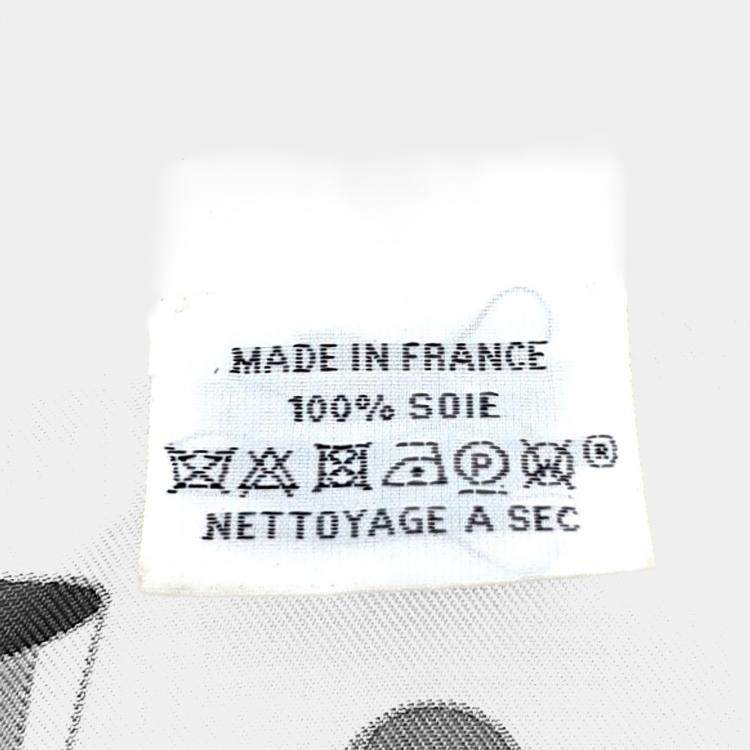 MADE IN FRANCE
100% SOIE
P W ®
NETTOYAGE A SEC